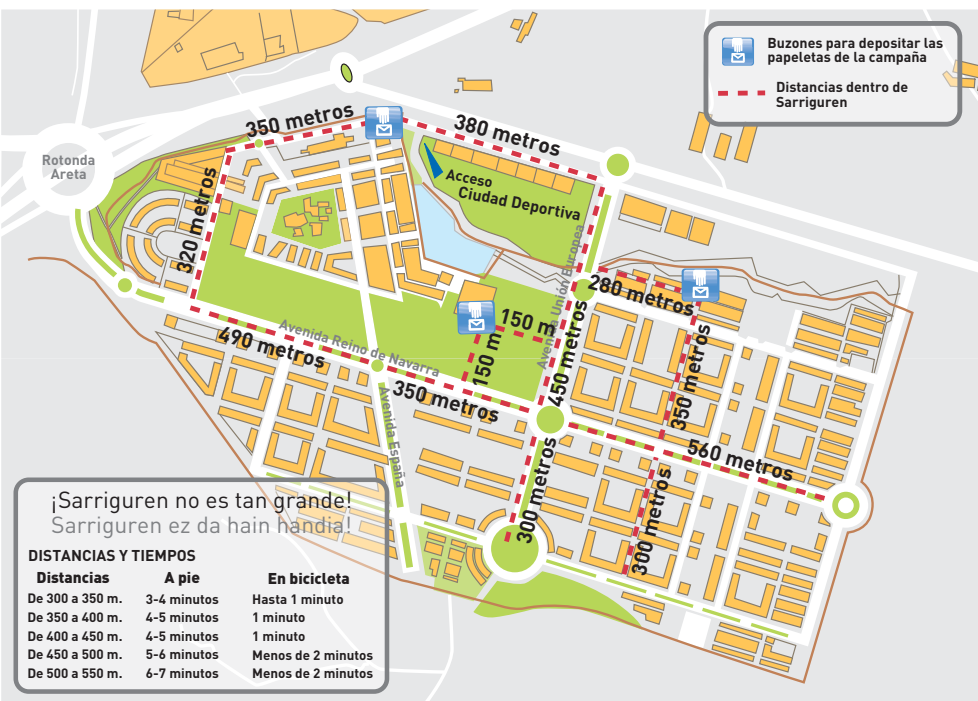 Buzones para depositar las
papeletas de la campaña
Distancias dentro de
Sarriguren
350 metros
380 metros
Rotonda
Areta
Acceso
Ciudad Deportiva
320 metros
Avenida Unión Europea
280 metros
150 m
150 m
450 metros
Avenida Reino de Navarra
490 metros
350 metros
350 metros
Avenida España
560 metros
300 metros
300 metros
¡Sarriguren no es tan grande!
Sarriguren ez da hain handia!
DISTANCIAS Y TIEMPOS
Distancias A pie En bicicleta
De 300 a 350 m. 3-4 minutos Hasta 1 minuto
De 350 a 400 m. 4-5 minutos 1 minuto
De 400 a 450 m. 4-5 minutos 1 minuto
De 450 a 500 m. 5-6 minutos Menos de 2 minutos
De 500 a 550 m. 6-7 minutos Menos de 2 minutos